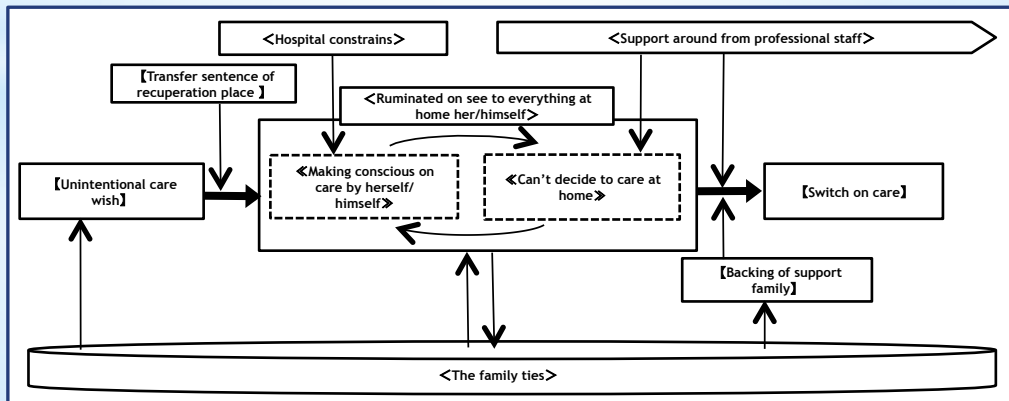 ＜Hospital constrains＞
＜Support around from professional staff＞
【Transfer sentence of
recuperation place 】
＜Ruminated on see to everything at
home her/himself＞
【Unintentional care
wish】
≪Making conscious on
care by herself/
himself≫
≪Can’t decide to care at
home≫
【Switch on care】
【Backing of support
family】
＜The family ties＞